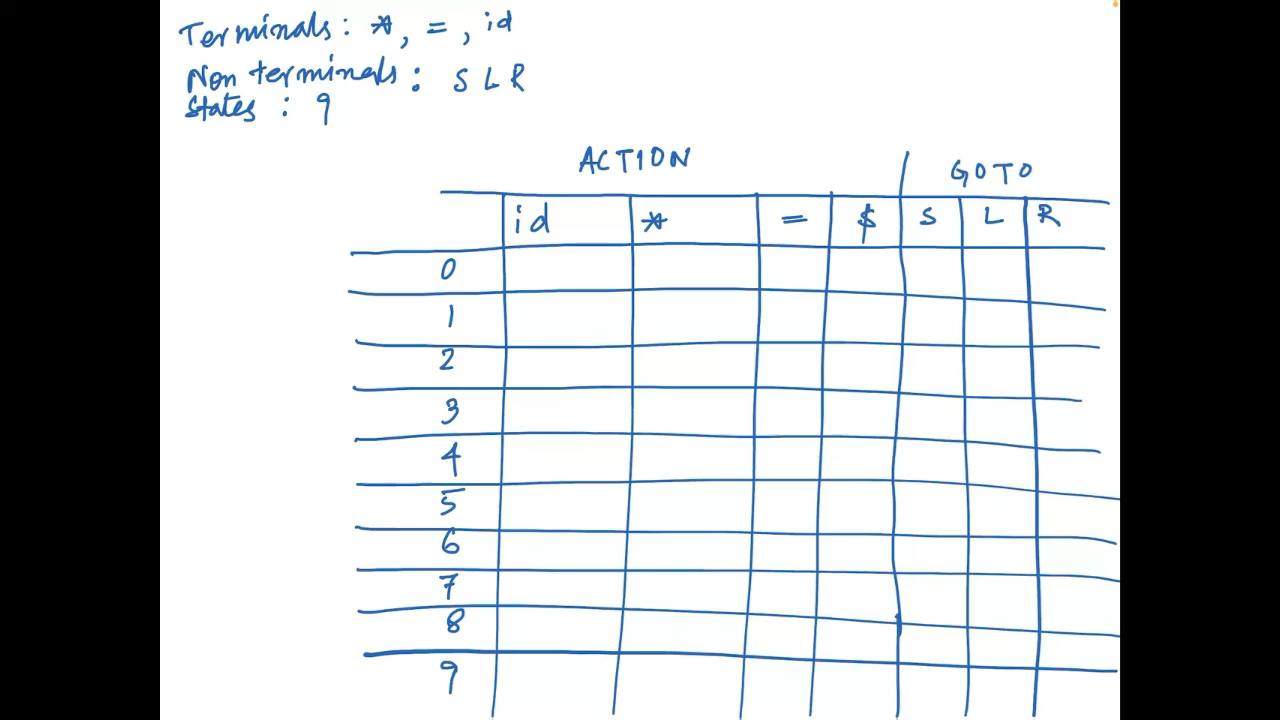 Terminals: *, =, id
Non terminals: S L R
States: 9
ACTION GOTO
id * = $ S L R
0
1
2
3
4
5
6
7
8
9